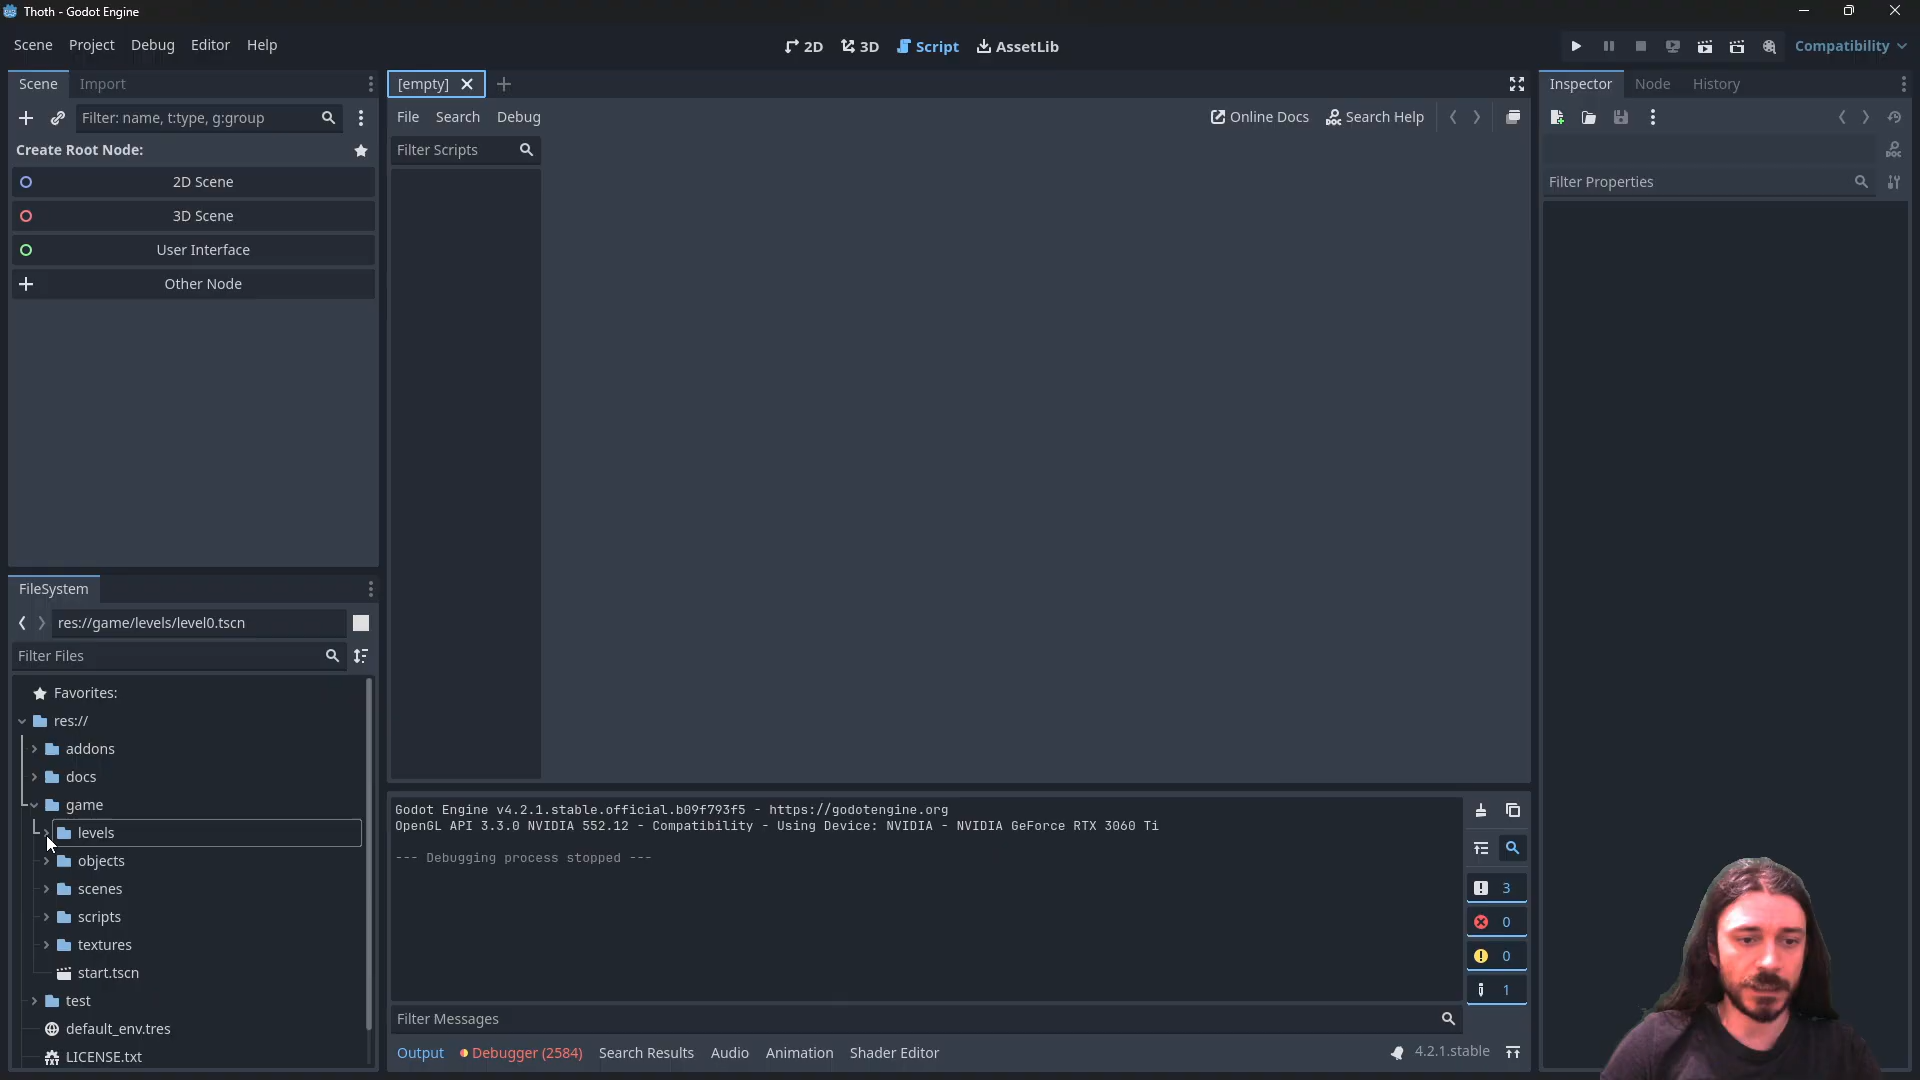 Thoth - Godot Engine
Scene Project Debug Editor Help
2D 3D Script AssetLib
Compatibility
Scene Import
Filter: name, t:type, g:group
Create Root Node:
2D Scene
3D Scene
User Interface
Other Node
FileSystem
res://game/levels/level0.tscn
Filter Files
Favorites:
res://
addons
docs
game
levels
objects
scenes
scripts
textures
start.tscn
test
default_env.tres
LICENSE.txt
[empty]
File Search Debug
Online Docs Search Help
Filter Scripts
Godot Engine v4.2.1.stable.official.b09f793f5 - https://godotengine.org
OpenGL API 3.3.0 NVIDIA 552.12 - Compatibility - Using Device: NVIDIA - NVIDIA GeForce RTX 3060 Ti
--- Debugging process stopped ---
3
0
0
1
Filter Messages
Output Debugger (2584) Search Results Audio Animation Shader Editor
4.2.1.stable
Inspector Node History
DOC
Filter Properties